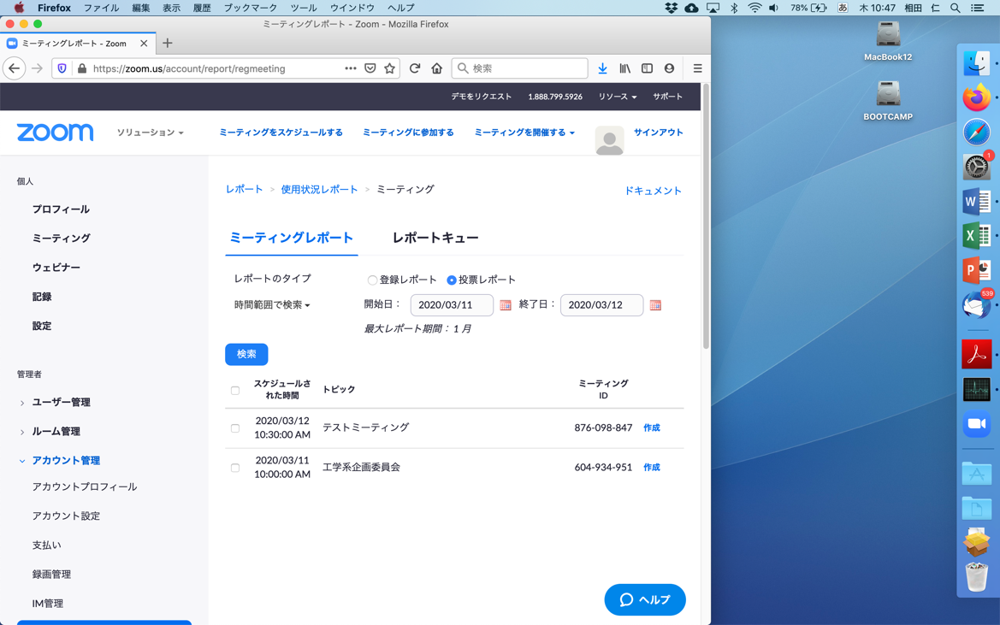 Firefox ファイル 編集 表示 履歴 ブックマーク ツール ウインドウ ヘルプ 78% あ 木 10:47 相田 仁
ミーティングレポート - Zoom - Mozilla Firefox
ミーティングレポート - Zoom
https://zoom.us/account/report/regmeeting
検索
デモをリクエスト 1.888.799.5926 リソース サポート
zoom ソリューション ミーティングをスケジュールする ミーティングに参加する ミーティングを開催する サインアウト
個人
プロフィール
ミーティング
ウェビナー
記録
設定
管理者
ユーザー管理
ルーム管理
アカウント管理
アカウントプロフィール
アカウント設定
支払い
録画管理
IM管理
レポート > 使用状況レポート > ミーティング ドキュメント
ミーティングレポート レポートキュー
レポートのタイプ 登録レポート 投票レポート
時間範囲で検索 開始日： 2020/03/11 終了日： 2020/03/12
最大レポート期間： 1 月
検索
スケジュールさ
れた時間 トピック ミーティング
ID
2020/03/12
10:30:00 AM テストミーティング 876-098-847 作成
2020/03/11
10:00:00 AM 工学系企画委員会 604-934-951 作成
ヘルプ
MacBook12
BOOTCAMP
1
W
X
P
539